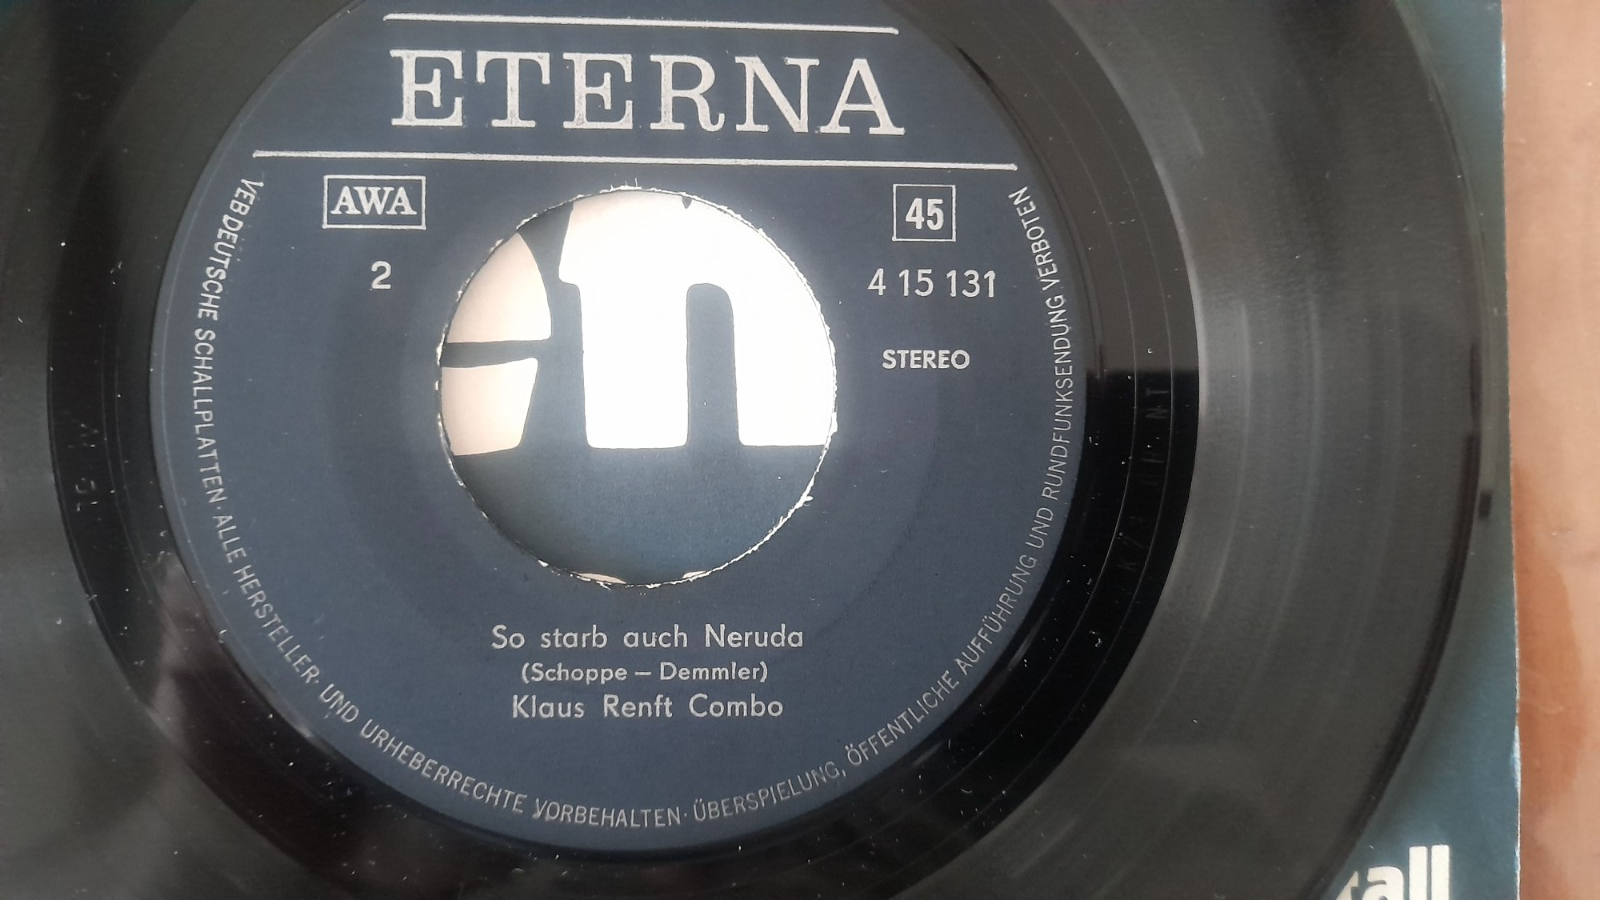 ETERNA
AWA
45
2
4 15 131
STEREO
So starb auch Neruda
(Schoppe – Demmler)
Klaus Renft Combo
VEB DEUTSCHE SCHALLPLATTEN · ALLE HERSTELLER- UND URHEBERRECHTE VORBEHALTEN · ÜBERSPIELUNG, ÖFFENTLICHE AUFFÜHRUNG UND RUNDFUNKSENDUNG VERBOTEN